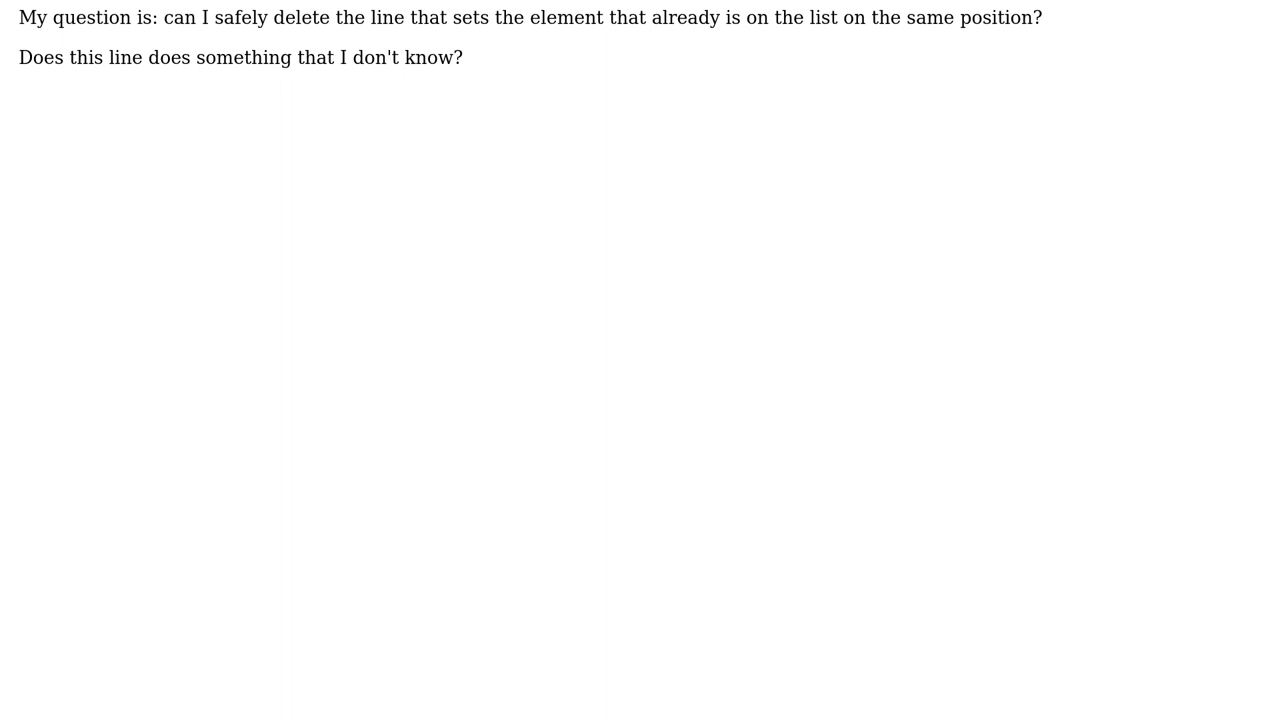 My question is: can I safely delete the line that sets the element that already is on the list on the same position?
Does this line does something that I don't know?